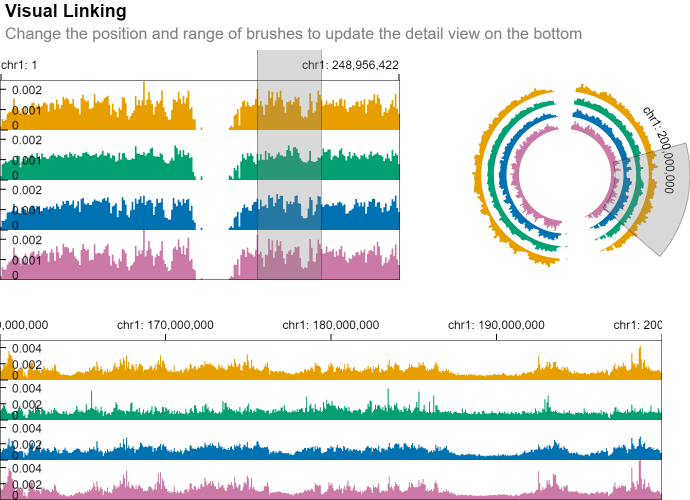 Visual Linking
Change the position and range of brushes to update the detail view on the bottom
chr1: 1
chr1: 248,956,422
0.002
0.001
0
0.002
0.001
0
0.002
0.001
0
0.002
0.001
0
chr1: 200,000,000
0,000,000
chr1: 170,000,000
chr1: 180,000,000
chr1: 190,000,000
chr1: 200
0.004
0.002
0
0.004
0.002
0
0.004
0.002
0
0.004
0.002
0